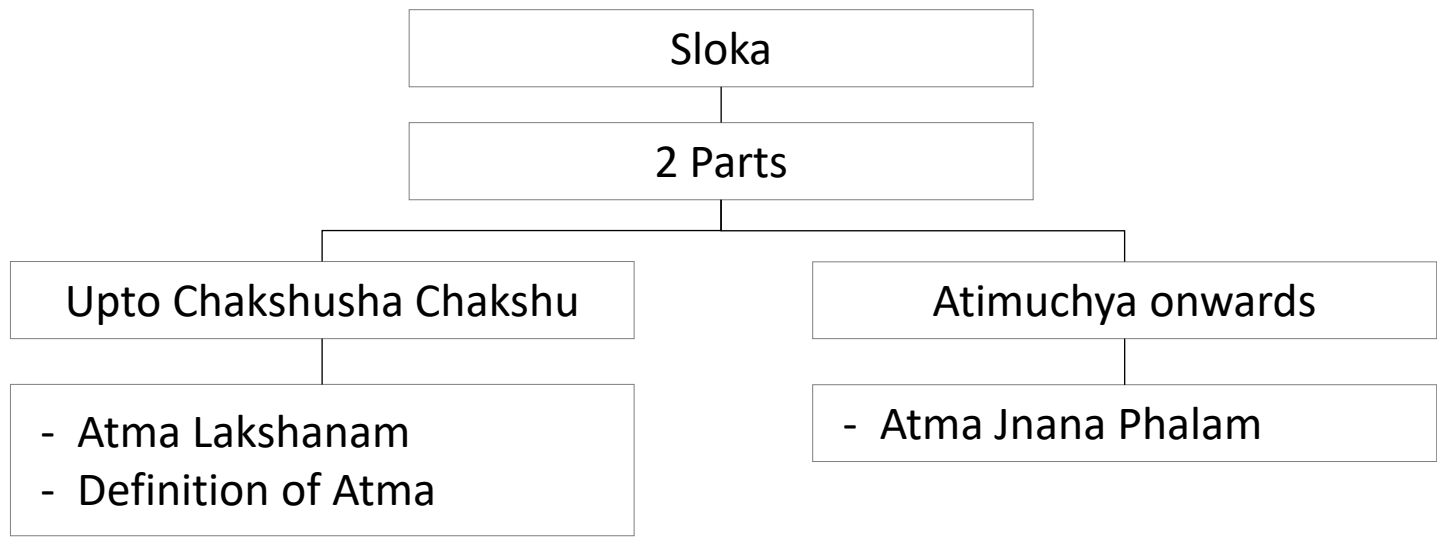 Sloka
2 Parts
Upto Chakshusha Chakshu
Atimuchya onwards
- Atma Lakshanam
- Definition of Atma
- Atma Jnana Phalam